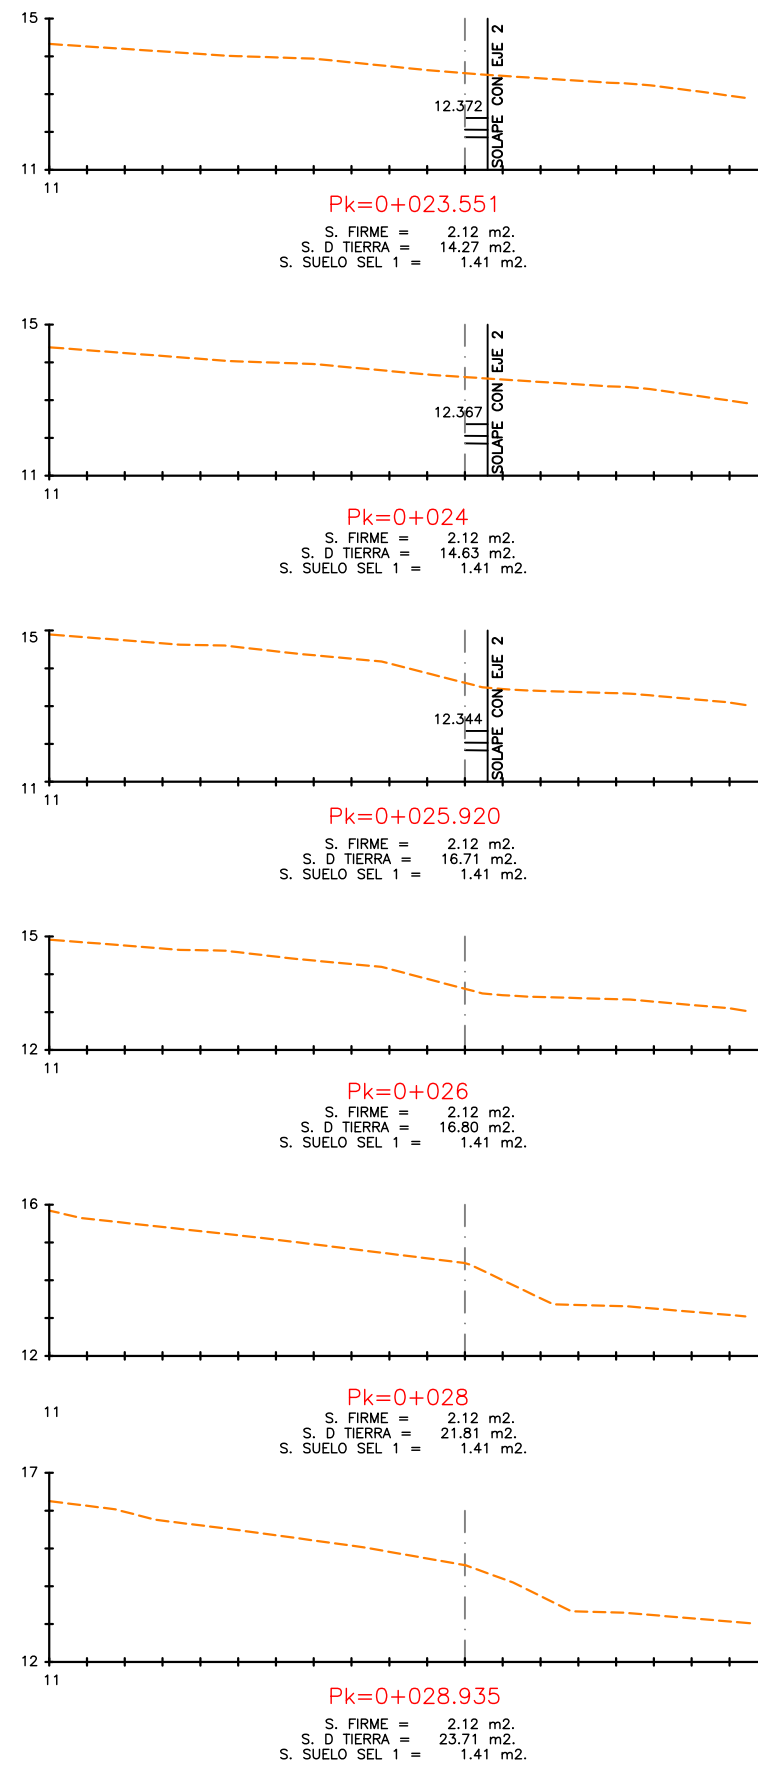 15
SOLAPE CON EJE 2
12.372
11
11
Pk=0+023.551
S. FIRME = 2.12 m2.
S. D TIERRA = 14.27 m2.
S. SUELO SEL 1 = 1.41 m2.
15
SOLAPE CON EJE 2
12.367
11
11
Pk=0+024
S. FIRME = 2.12 m2.
S. D TIERRA = 14.63 m2.
S. SUELO SEL 1 = 1.41 m2.
15
SOLAPE CON EJE 2
12.344
11
11
Pk=0+025.920
S. FIRME = 2.12 m2.
S. D TIERRA = 16.71 m2.
S. SUELO SEL 1 = 1.41 m2.
15
12
11
Pk=0+026
S. FIRME = 2.12 m2.
S. D TIERRA = 16.80 m2.
S. SUELO SEL 1 = 1.41 m2.
16
12
Pk=0+028
11
S. FIRME = 2.12 m2.
S. D TIERRA = 21.81 m2.
S. SUELO SEL 1 = 1.41 m2.
17
12
11
Pk=0+028.935
S. FIRME = 2.12 m2.
S. D TIERRA = 23.71 m2.
S. SUELO SEL 1 = 1.41 m2.